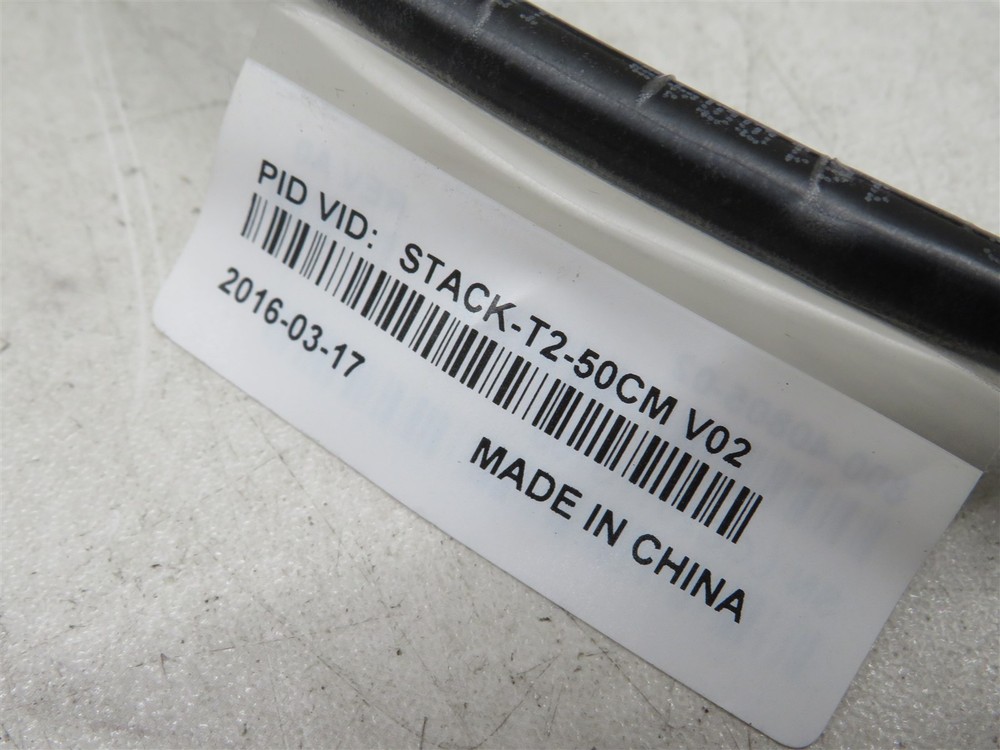 PID VID: STACK-T2-50CM V02
2016-03-17
MADE IN CHINA